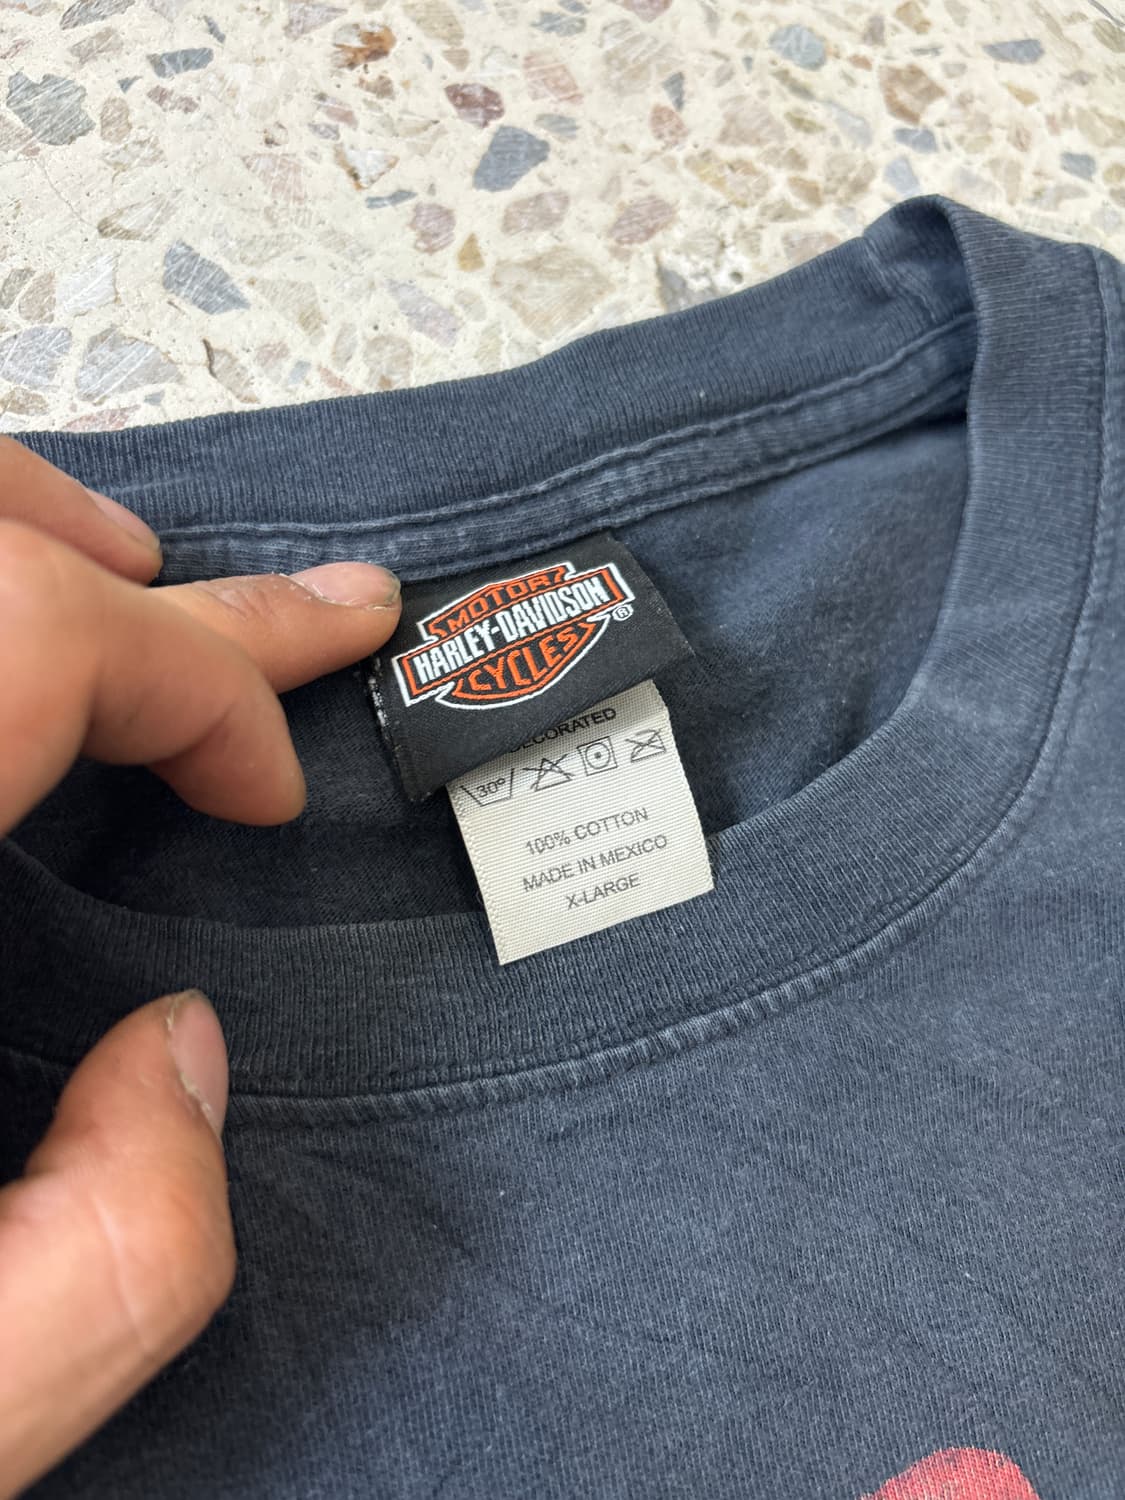 MOTOR
HARLEY-DAVIDSON
®
CYCLES
DECORATED
30°
100% COTTON
MADE IN MEXICO
X-LARGE